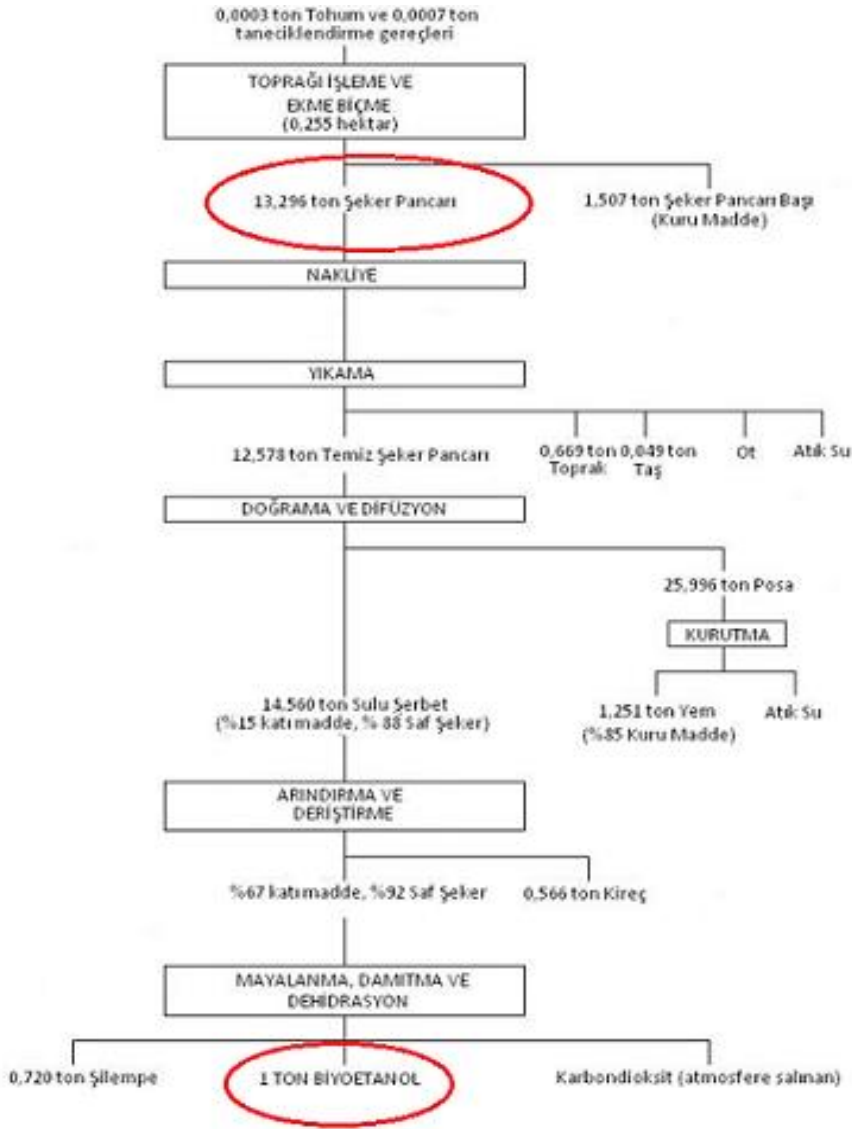 0,0003 ton Tohum ve 0,0007 ton
taneciklendirme gereçleri
TOPRAĞI İŞLEME VE
EKME BİÇME
(0,255 hektar)
13,296 ton Şeker Pancarı
1,507 ton Şeker Pancarı Başı
(Kuru Madde)
NAKLİYE
YIKAMA
12,578 ton Temiz Şeker Pancarı
0,669 ton
Toprak
0,049 ton
Taş
Ot
Atık Su
DOĞRAMA VE DİFÜZYON
25,996 ton Posa
KURUTMA
14.560 ton Sulu Şerbet
(%15 katı madde, % 88 Saf Şeker)
1,251 ton Yem
(%85 Kuru Madde)
Atık Su
ARINDIRMA VE
DERİŞTİRME
%67 katı madde, %92 Saf Şeker
0,566 ton Kireç
MAYALANMA, DAMITMA VE
DEHİDRASYON
0,720 ton Şilempe
1 TON BİYOETANOL
Karbondioksit (atmosfere salınan)